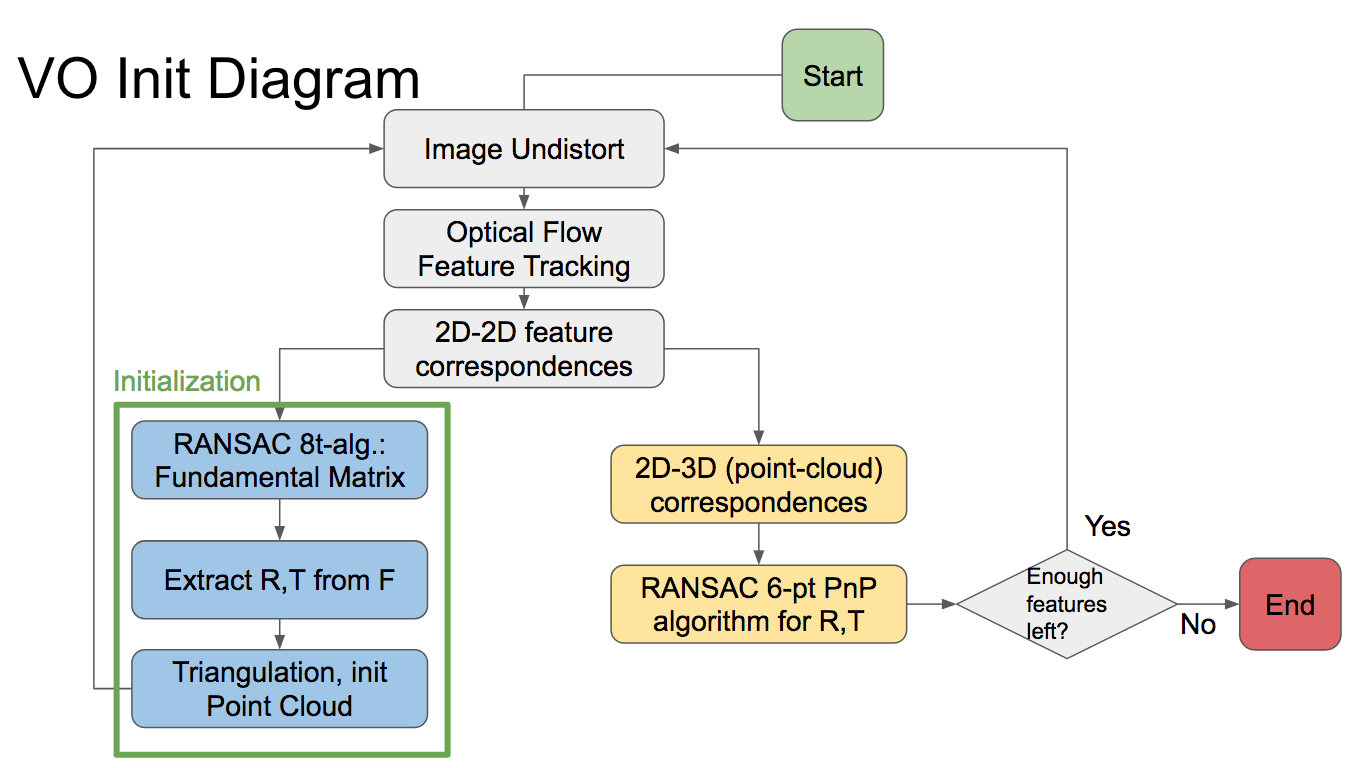 VO Init Diagram
Start
Image Undistort
Optical Flow
Feature Tracking
2D-2D feature
correspondences
Initialization
RANSAC 8t-alg.:
Fundamental Matrix
Extract R,T from F
Triangulation, init
Point Cloud
2D-3D (point-cloud)
correspondences
RANSAC 6-pt PnP
algorithm for R,T
Enough
features
left?
Yes
No
End